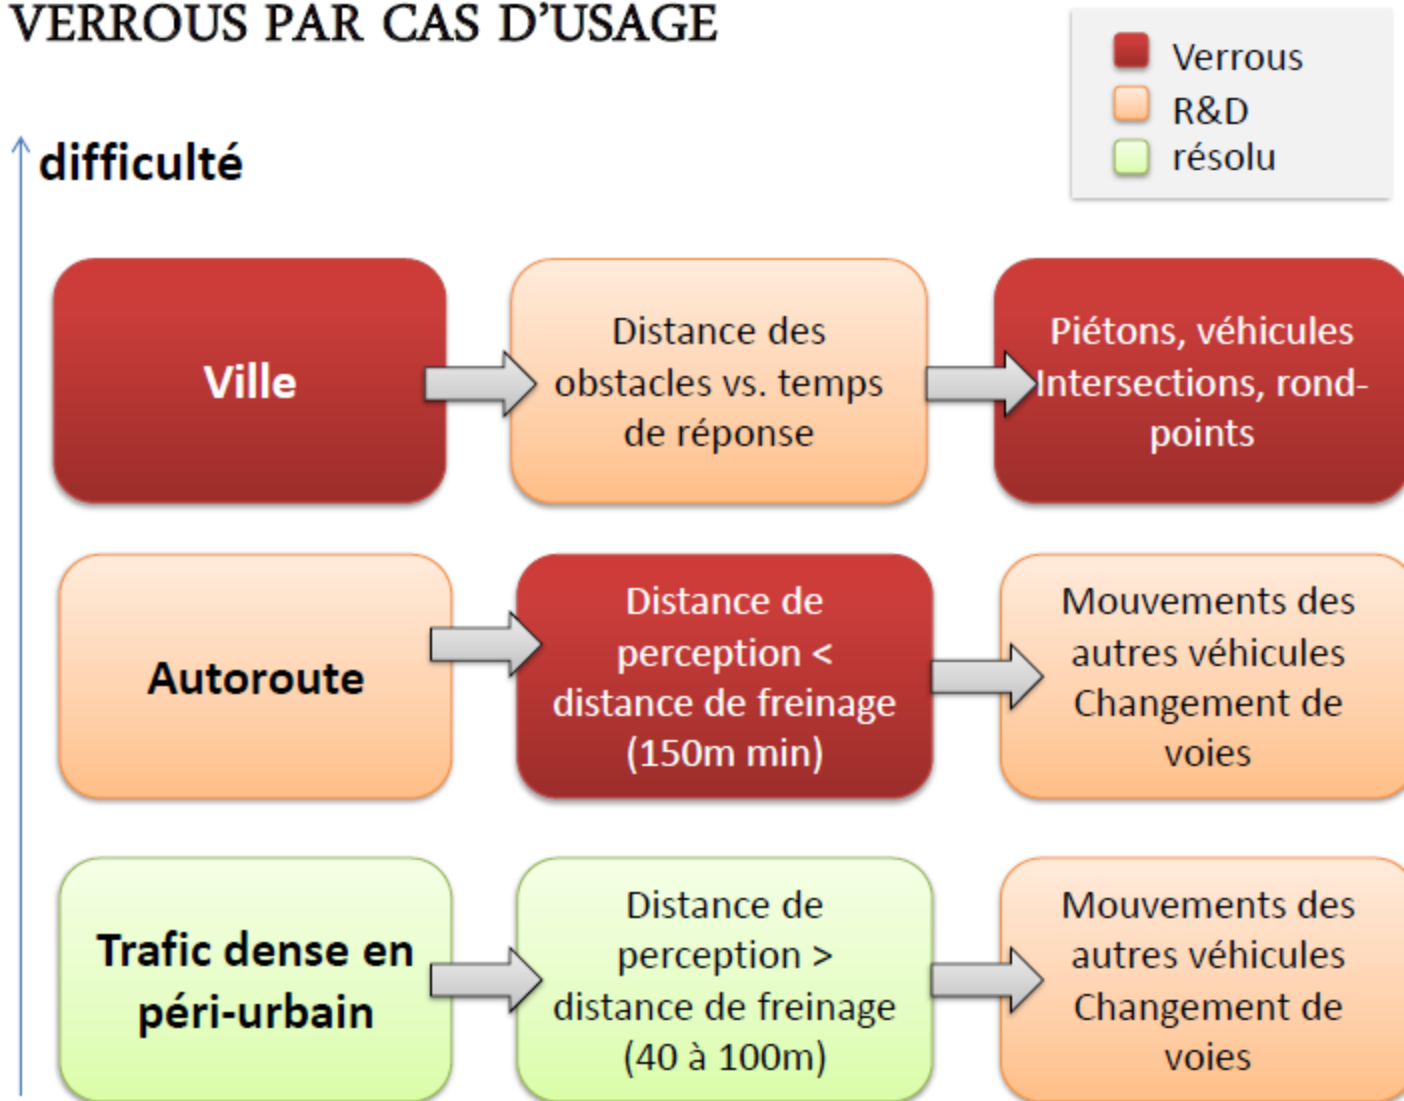 VERROUS PAR CAS D’USAGE
Verrous
R&D
résolu
difficulté
Ville
Distance des
obstacles vs. temps
de réponse
Piétons, véhicules
Intersections, rond-
points
Autoroute
Distance de
perception <
distance de freinage
(150m min)
Mouvements des
autres véhicules
Changement de
voies
Trafic dense en
péri-urbain
Distance de
perception >
distance de freinage
(40 à 100m)
Mouvements des
autres véhicules
Changement de
voies